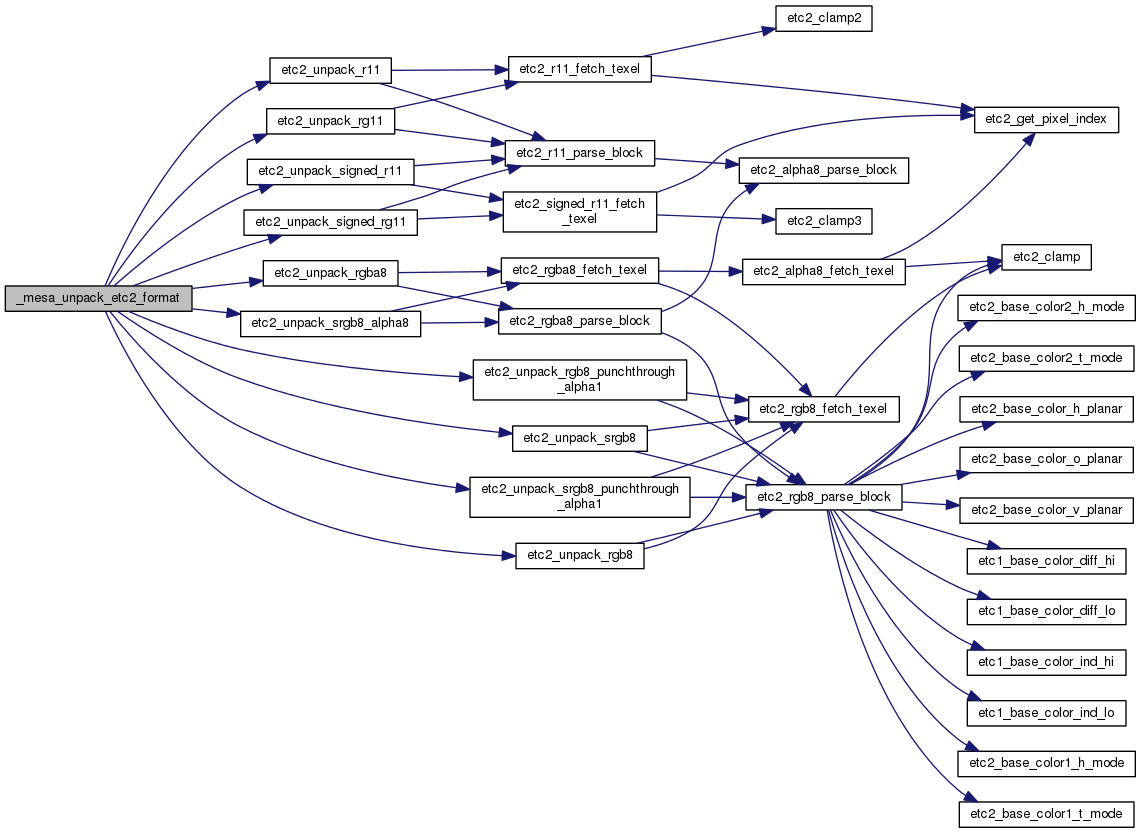 _mesa_unpack_etc2_format
etc2_unpack_r11
etc2_unpack_rg11
etc2_unpack_signed_r11
etc2_unpack_signed_rg11
etc2_unpack_rgba8
etc2_unpack_srgb8_alpha8
etc2_unpack_rgb8_punchthrough
_alpha1
etc2_unpack_srgb8
etc2_unpack_srgb8_punchthrough
_alpha1
etc2_unpack_rgb8
etc2_r11_fetch_texel
etc2_r11_parse_block
etc2_signed_r11_fetch
_texel
etc2_rgba8_fetch_texel
etc2_rgba8_parse_block
etc2_clamp2
etc2_alpha8_parse_block
etc2_clamp3
etc2_alpha8_fetch_texel
etc2_rgb8_fetch_texel
etc2_rgb8_parse_block
etc2_get_pixel_index
etc2_clamp
etc2_base_color2_h_mode
etc2_base_color2_t_mode
etc2_base_color_h_planar
etc2_base_color_o_planar
etc2_base_color_v_planar
etc1_base_color_diff_hi
etc1_base_color_diff_lo
etc1_base_color_ind_hi
etc1_base_color_ind_lo
etc2_base_color1_h_mode
etc2_base_color1_t_mode